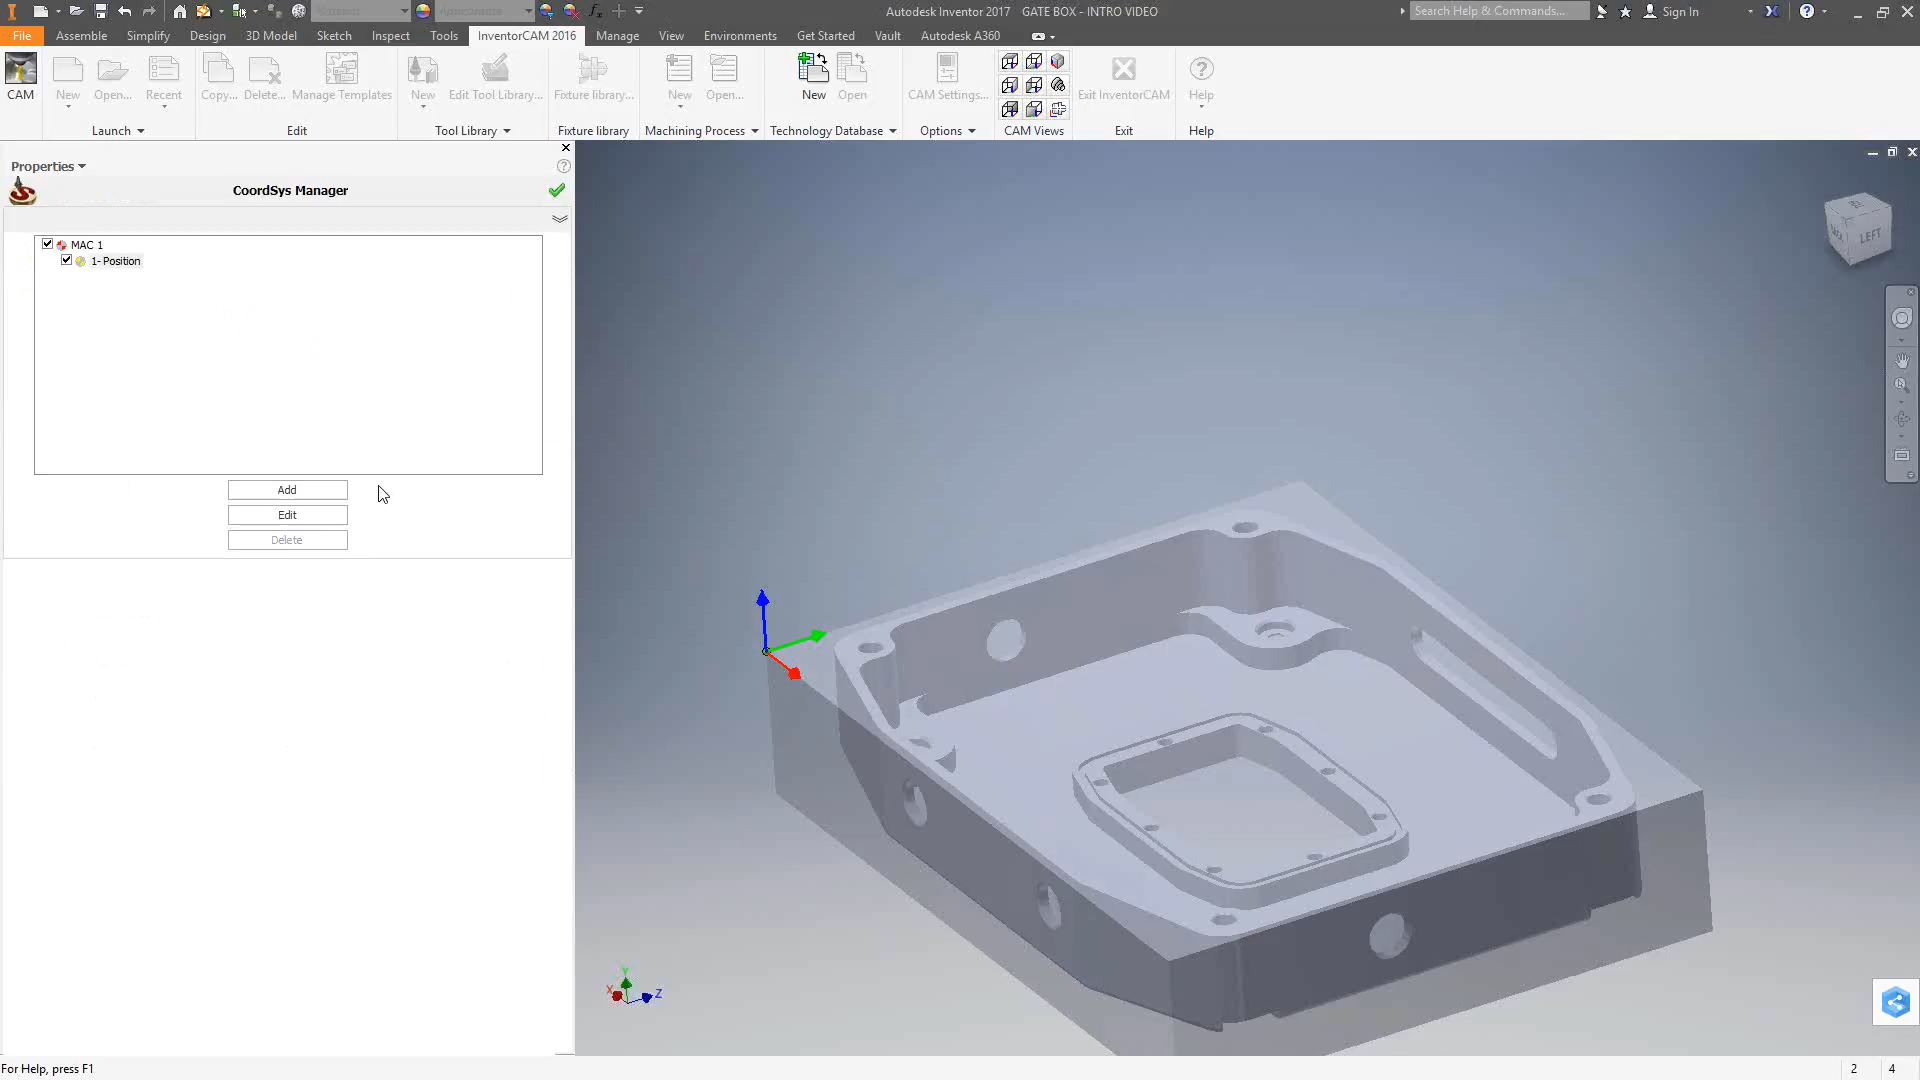 Autodesk Inventor 2017 GATE BOX - INTRO VIDEO
Search Help & Commands...
Sign In
File Assemble Simplify Design 3D Model Sketch Inspect Tools InventorCAM 2016 Manage View Environments Get Started Vault Autodesk A360
CAM New Open... Recent Copy... Delete... Manage Templates New Edit Tool Library... Fixture library... New Open... New Open CAM Settings... Exit InventorCAM Help
Launch Edit Tool Library Fixture library Machining Process Technology Database Options CAM Views Exit Help
Properties
CoordSys Manager
MAC 1
1- Position
Add
Edit
Delete
LEFT
Y
X
Z
For Help, press F1
2 4